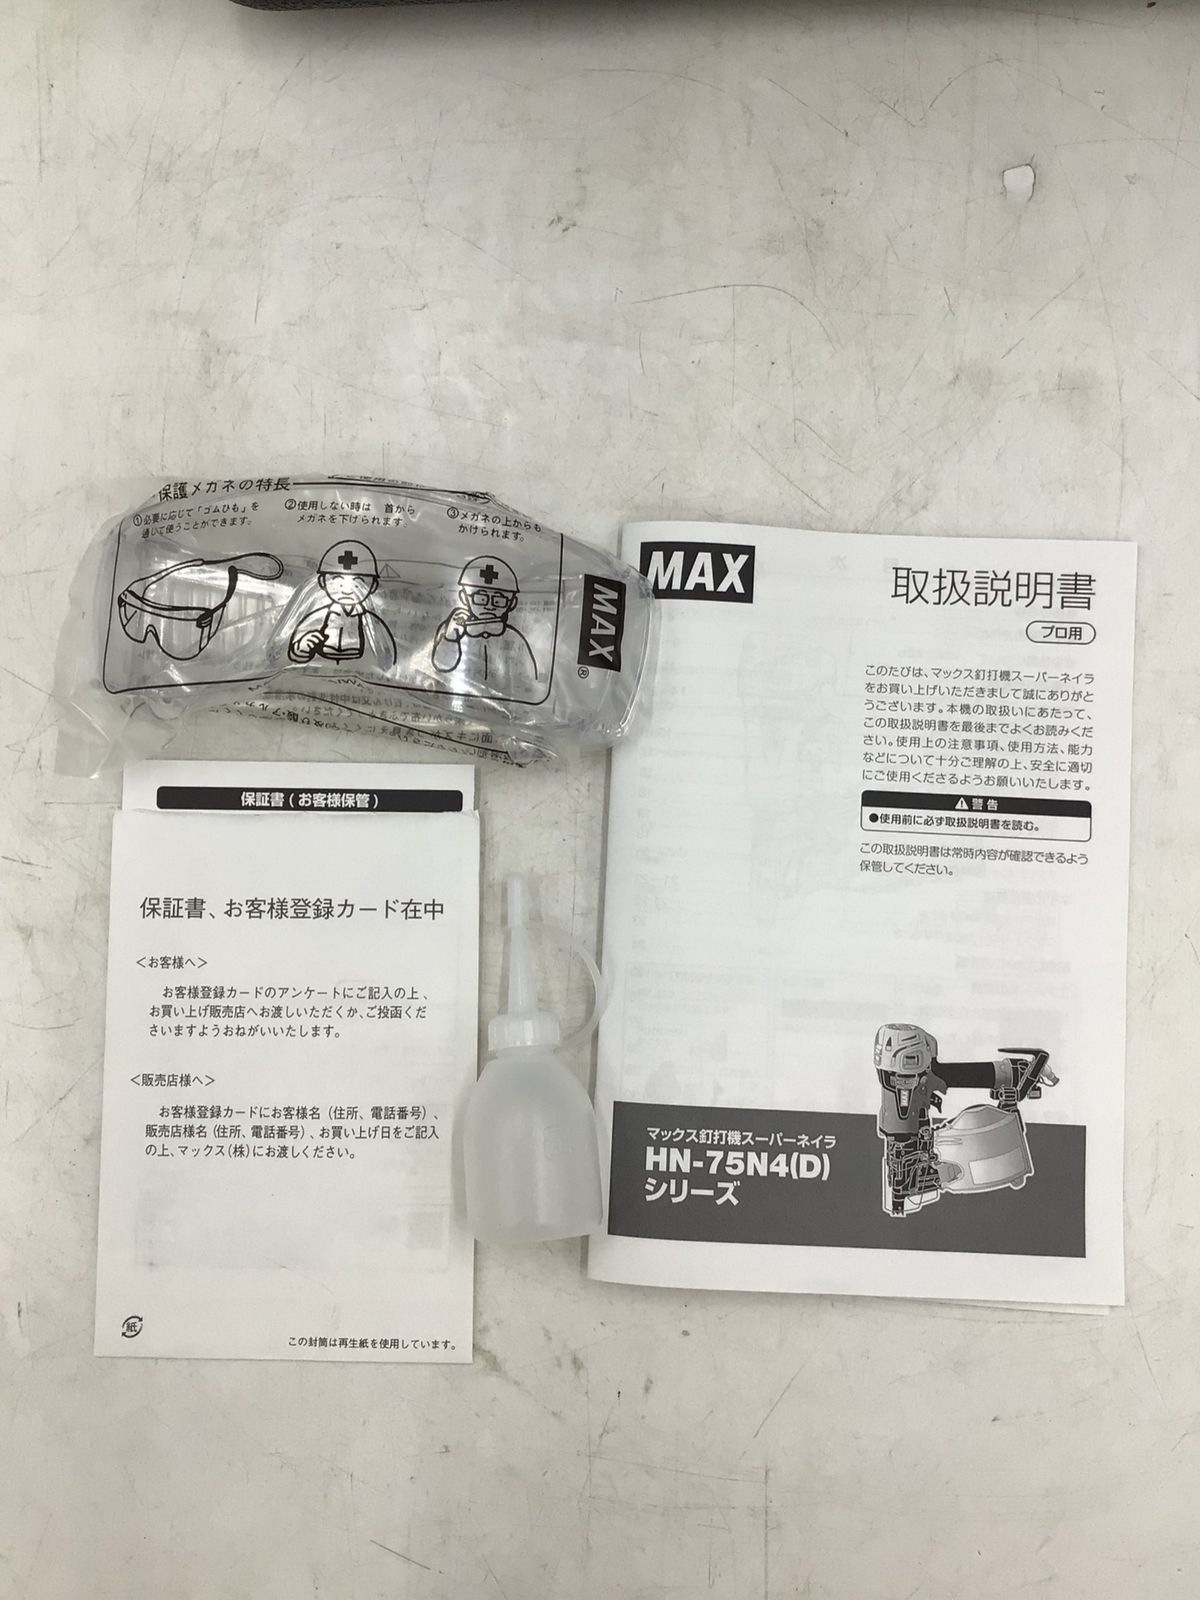 保護メガネの特長
①必要に応じて「ゴムひも」を
通して使うことができます。
②使用しない時は 首から
メガネを下げられます。
③メガネの上からも
かけられます。
MAX
®
保証書(お客様保管)
保証書、お客様登録カード在中
<お客様へ>
お客様登録カードのアンケートにご記入の上、
お買い上げ販売店へお渡しいただくか、ご投函くだ
さいますようおねがいいたします。
<販売店様へ>
お客様登録カードにお客様名(住所、電話番号)、
販売店様名(住所、電話番号)、お買い上げ日をご記入
の上、マックス(株)にお渡しください。
紙
この封筒は再生紙を使用しています。
MAX
取扱説明書
プロ用
このたびは、マックス釘打機スーパーネイラ
をお買い上げいただきまして誠にありがと
うございます。本機の取扱いにあたって、
この取扱説明書を最後までよくお読みくだ
さい。使用上の注意事項、使用方法、能力
などについて十分ご理解の上、安全に適切
にご使用くださるようお願いいたします。
⚠警告
●使用前に必ず取扱説明書を読む。
この取扱説明書は常時内容が確認できるよう
保管してください。
マックス釘打機スーパーネイラ
HN-75N4(D)
シリーズ